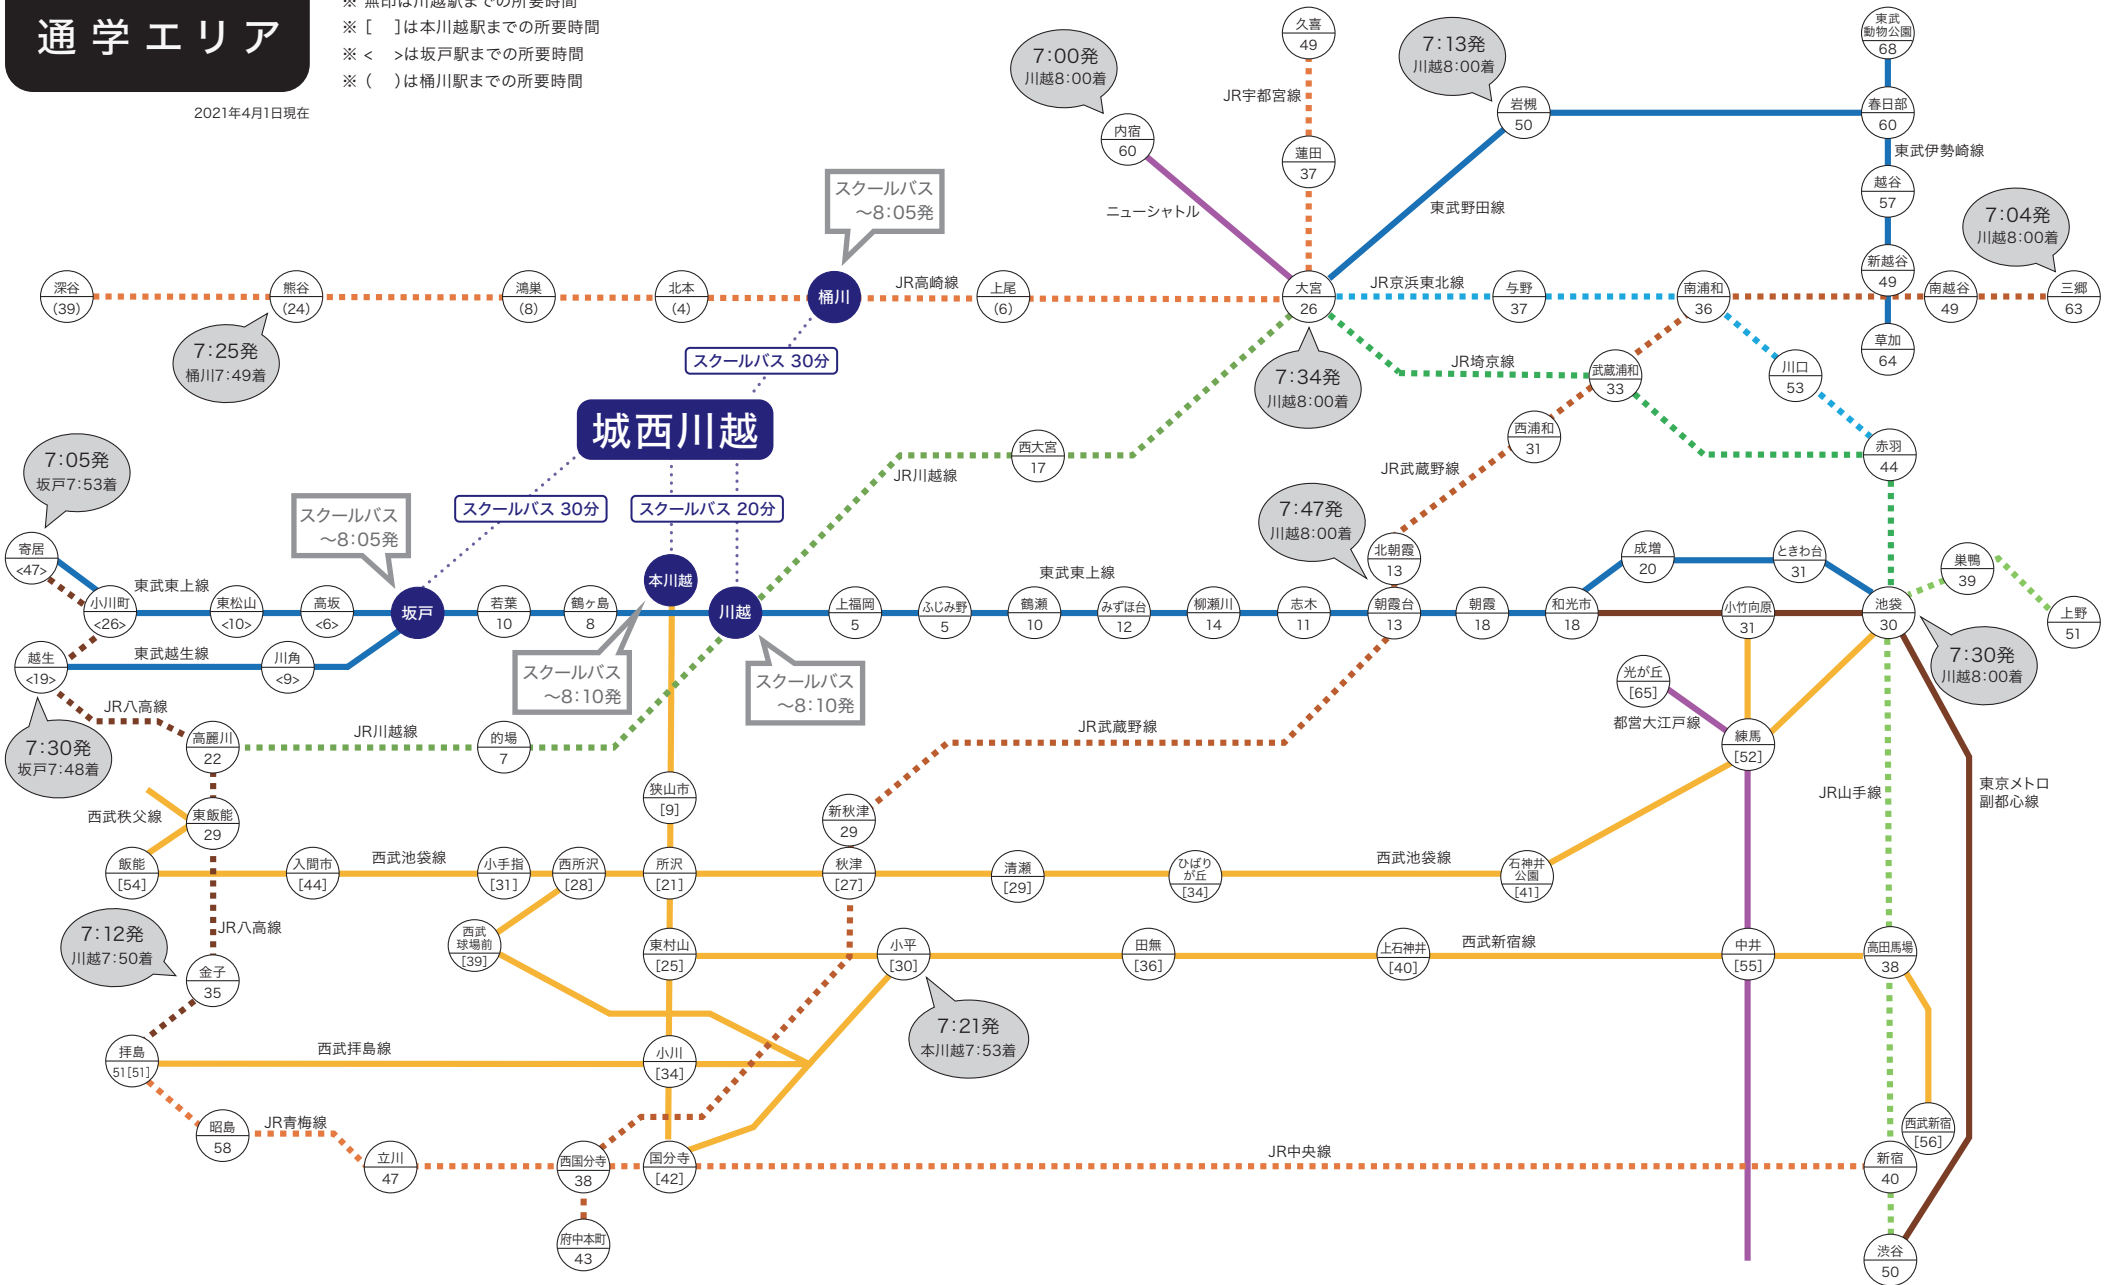 通学エリア
※ 無印は川越駅までの所要時間
※ [　]は本川越駅までの所要時間
※ <　>は坂戸駅までの所要時間
※ (　)は桶川駅までの所要時間
2021年4月1日現在
久喜
49
7:00発
川越8:00着
7:13発
川越8:00着
東武
動物公園
68
JR宇都宮線
内宿
60
岩槻
50
春日部
60
蓮田
37
東武伊勢崎線
越谷
57
スクールバス
〜8:05発
ニューシャトル
東武野田線
7:04発
川越8:00着
新越谷
49
深谷
(39)
熊谷
(24)
鴻巣
(8)
北本
(4)
桶川
JR高崎線
上尾
(6)
大宮
26
JR京浜東北線
与野
37
南浦和
36
南越谷
49
三郷
63
7:25発
桶川7:49着
スクールバス 30分
草加
64
JR埼京線
武蔵浦和
33
川口
53
7:34発
川越8:00着
城西川越
西浦和
31
西大宮
17
JR川越線
JR武蔵野線
赤羽
44
7:05発
坂戸7:53着
スクールバス
〜8:05発
スクールバス 30分
スクールバス 20分
7:47発
川越8:00着
寄居
<47>
東武東上線
本川越
東武東上線
北朝霞
13
成増
20
ときわ台
31
巣鴨
39
小川町
<26>
東松山
<10>
高坂
<6>
坂戸
若葉
10
鶴ヶ島
8
川越
上福岡
5
ふじみ野
5
鶴瀬
10
みずほ台
12
柳瀬川
14
志木
11
朝霞台
13
朝霞
18
和光市
18
小竹向原
31
池袋
30
上野
51
越生
<19>
東武越生線
川角
<9>
スクールバス
〜8:10発
スクールバス
〜8:10発
光が丘
[65]
都営大江戸線
7:30発
川越8:00着
JR八高線
7:30発
坂戸7:48着
高麗川
22
JR川越線
的場
7
JR武蔵野線
練馬
[52]
西武秩父線
東飯能
29
狭山市
[9]
新秋津
29
JR山手線
東京メトロ
副都心線
飯能
[54]
入間市
[44]
西武池袋線
小手指
[31]
西所沢
[28]
所沢
[21]
秋津
[27]
清瀬
[29]
ひばり
が丘
[34]
西武池袋線
石神井
公園
[41]
7:12発
川越7:50着
JR八高線
西武
球場前
[39]
東村山
[25]
小平
[30]
田無
[36]
上石神井
[40]
西武新宿線
中井
[55]
高田馬場
38
金子
35
7:21発
本川越7:53着
拝島
51[51]
西武拝島線
小川
[34]
昭島
58
JR青梅線
立川
47
西国分寺
38
国分寺
[42]
JR中央線
西武新宿
[56]
新宿
40
府中本町
43
渋谷
50